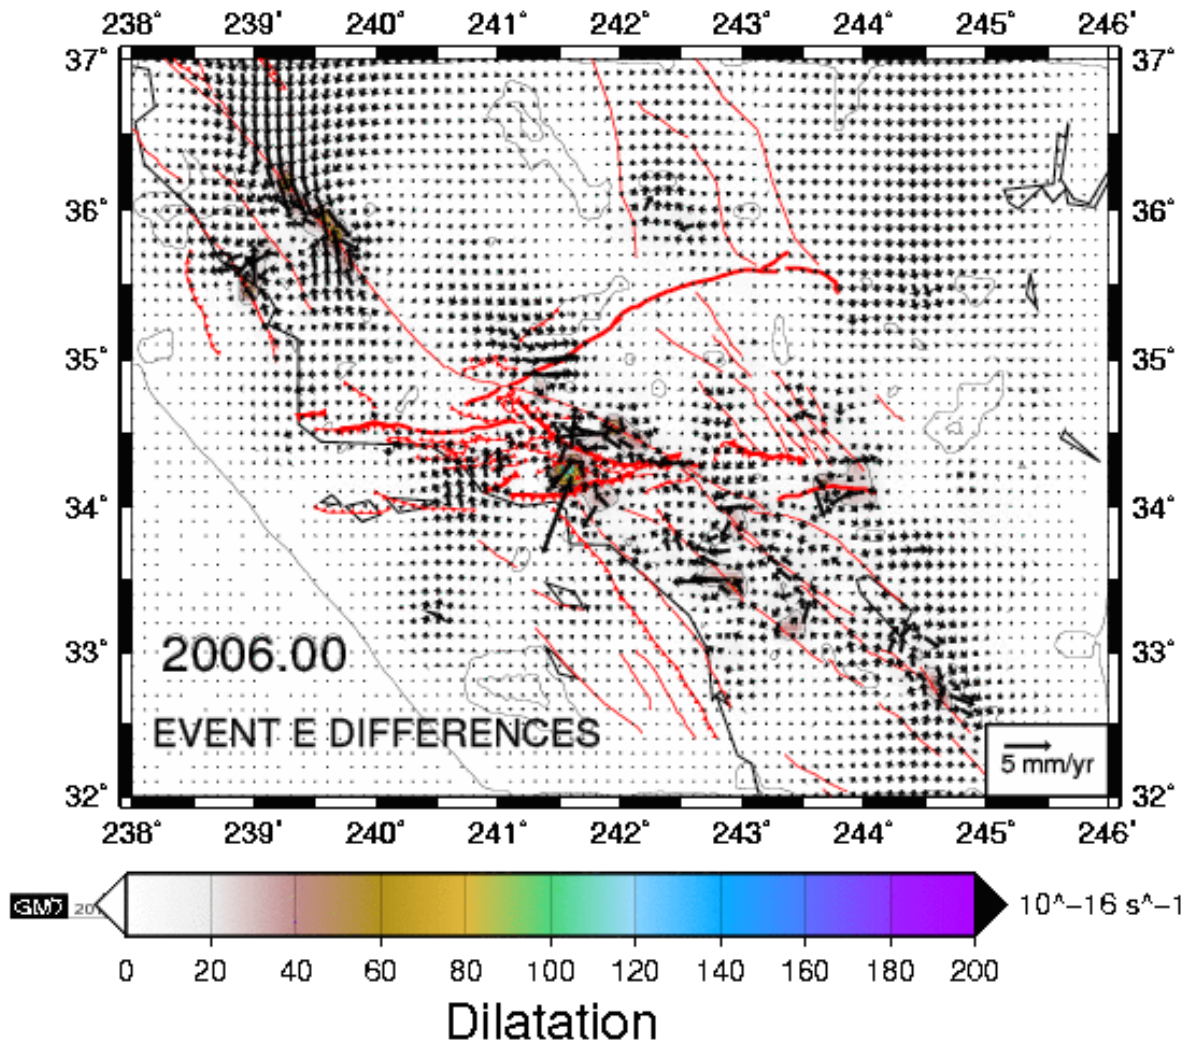 238° 239° 240° 241° 242° 243° 244° 245° 246°
37° 37°
36° 36°
35° 35°
34° 34°
33° 33°
2006.00
EVENT E DIFFERENCES
5 mm/yr
32° 32°
238° 239° 240° 241° 242° 243° 244° 245° 246°
GMT 10^−16 s^−1
0 20 40 60 80 100 120 140 160 180 200
Dilatation